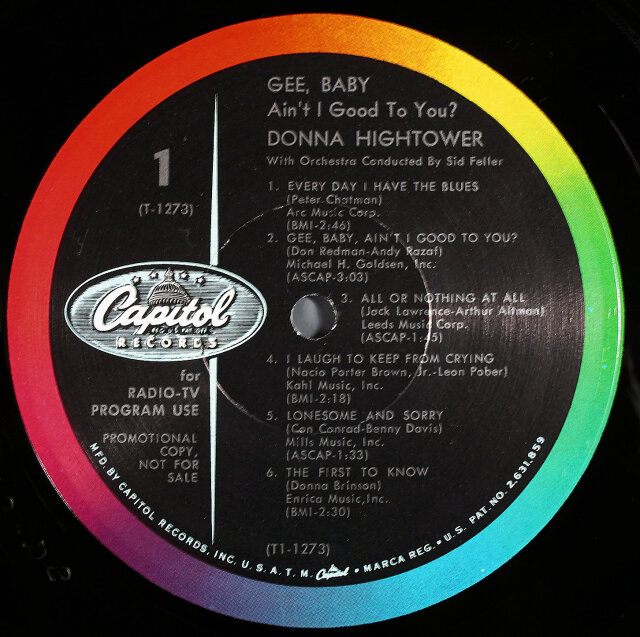 GEE, BABY
Ain't I Good To You?
DONNA HIGHTOWER
With Orchestra Conducted By Sid Feller
1
(T-1273)
1. EVERY DAY I HAVE THE BLUES
(Peter Chatman)
Arc Music Corp.
(BMI-2:46)
2. GEE, BABY, AIN'T I GOOD TO YOU?
(Don Redman-Andy Razaf)
Michael H. Goldsen, Inc.
(ASCAP-3:03)
3. ALL OR NOTHING AT ALL
(Jack Lawrence-Arthur Altman)
Leeds Music Corp.
(ASCAP-1:45)
4. I LAUGH TO KEEP FROM CRYING
(Nacio Porter Brown, Jr.-Leon Pober)
Kahl Music, Inc.
(BMI-2:18)
5. LONESOME AND SORRY
(Con Conrad-Benny Davis)
Mills Music, Inc.
(ASCAP-1:33)
6. THE FIRST TO KNOW
(Donna Brinson)
Enrica Music, Inc.
(BMI-2:30)
(T1-1273)
Capitol
REG. U.S. PAT. OFF.
RECORDS
for
RADIO-TV
PROGRAM USE
PROMOTIONAL
COPY,
NOT FOR
SALE
MFD. BY CAPITOL RECORDS, INC. U.S.A. T.M. Capitol • MARCA REG. • U.S. PAT. NO. 2,631,859